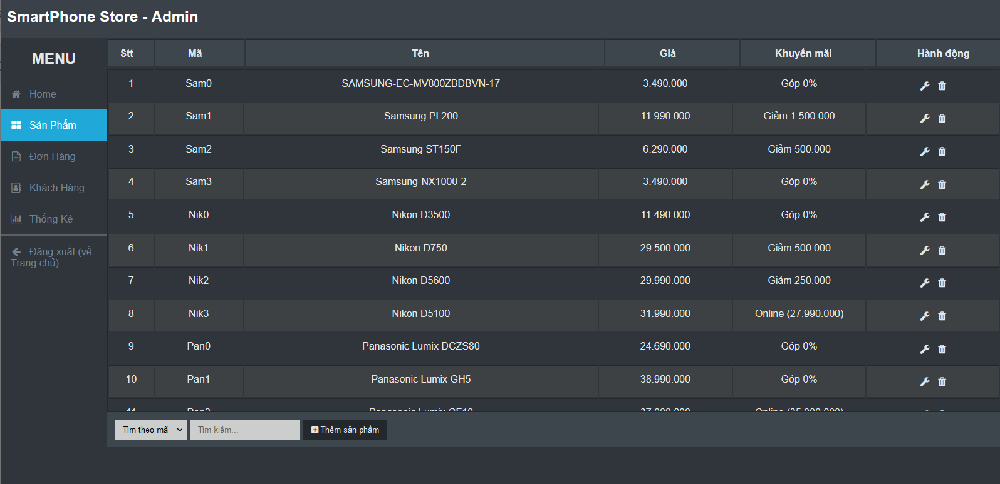 SmartPhone Store - Admin
MENU
Home
Sản Phẩm
Đơn Hàng
Khách Hàng
Thống Kê
Đăng xuất (về
Trang chủ)
Stt Mã Tên Giá Khuyến mãi Hành động
1 Sam0 SAMSUNG-EC-MV800ZBDBVN-17 3.490.000 Góp 0%
2 Sam1 Samsung PL200 11.990.000 Giảm 1.500.000
3 Sam2 Samsung ST150F 6.290.000 Giảm 500.000
4 Sam3 Samsung-NX1000-2 3.490.000 Góp 0%
5 Nik0 Nikon D3500 11.490.000 Góp 0%
6 Nik1 Nikon D750 29.500.000 Giảm 500.000
7 Nik2 Nikon D5600 29.990.000 Giảm 250.000
8 Nik3 Nikon D5100 31.990.000 Online (27.990.000)
9 Pan0 Panasonic Lumix DCZS80 24.690.000 Góp 0%
10 Pan1 Panasonic Lumix GH5 38.990.000 Góp 0%
11 Pan2 Panasonic Lumix
Tìm theo mã Tìm kiếm... Thêm sản phẩm